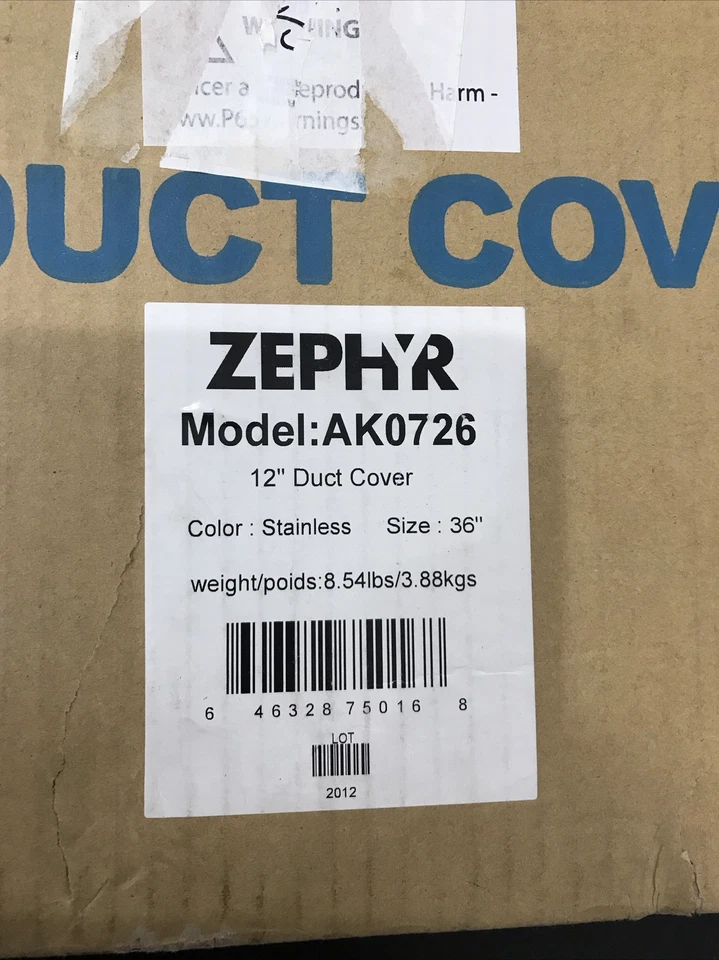 Harm -
DUCT COV
ZEPHYR
Model:AK0726
12" Duct Cover
Color : Stainless Size : 36"
weight/poids:8.54lbs/3.88kgs
6 46328 75016 8
LOT
2012